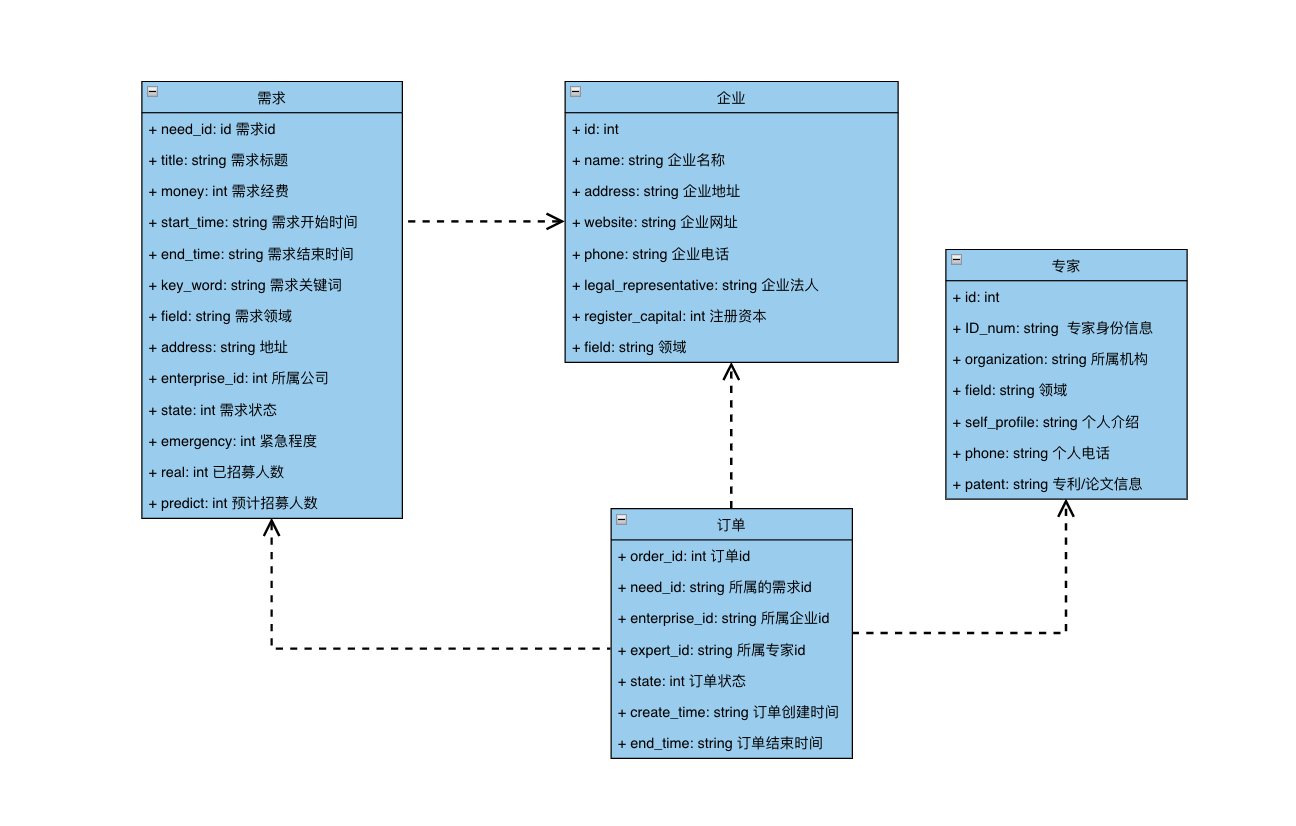 需求
+ need_id: id 需求id
+ title: string 需求标题
+ money: int 需求经费
+ start_time: string 需求开始时间
+ end_time: string 需求结束时间
+ key_word: string 需求关键词
+ field: string 需求领域
+ address: string 地址
+ enterprise_id: int 所属公司
+ state: int 需求状态
+ emergency: int 紧急程度
+ real: int 已招募人数
+ predict: int 预计招募人数
企业
+ id: int
+ name: string 企业名称
+ address: string 企业地址
+ website: string 企业网址
+ phone: string 企业电话
+ legal_representative: string 企业法人
+ register_capital: int 注册资本
+ field: string 领域
专家
+ id: int
+ ID_num: string  专家身份信息
+ organization: string 所属机构
+ field: string 领域
+ self_profile: string 个人介绍
+ phone: string 个人电话
+ patent: string 专利/论文信息
订单
+ order_id: int 订单id
+ need_id: string 所属的需求id
+ enterprise_id: string 所属企业id
+ expert_id: string 所属专家id
+ state: int 订单状态
+ create_time: string 订单创建时间
+ end_time: string 订单结束时间